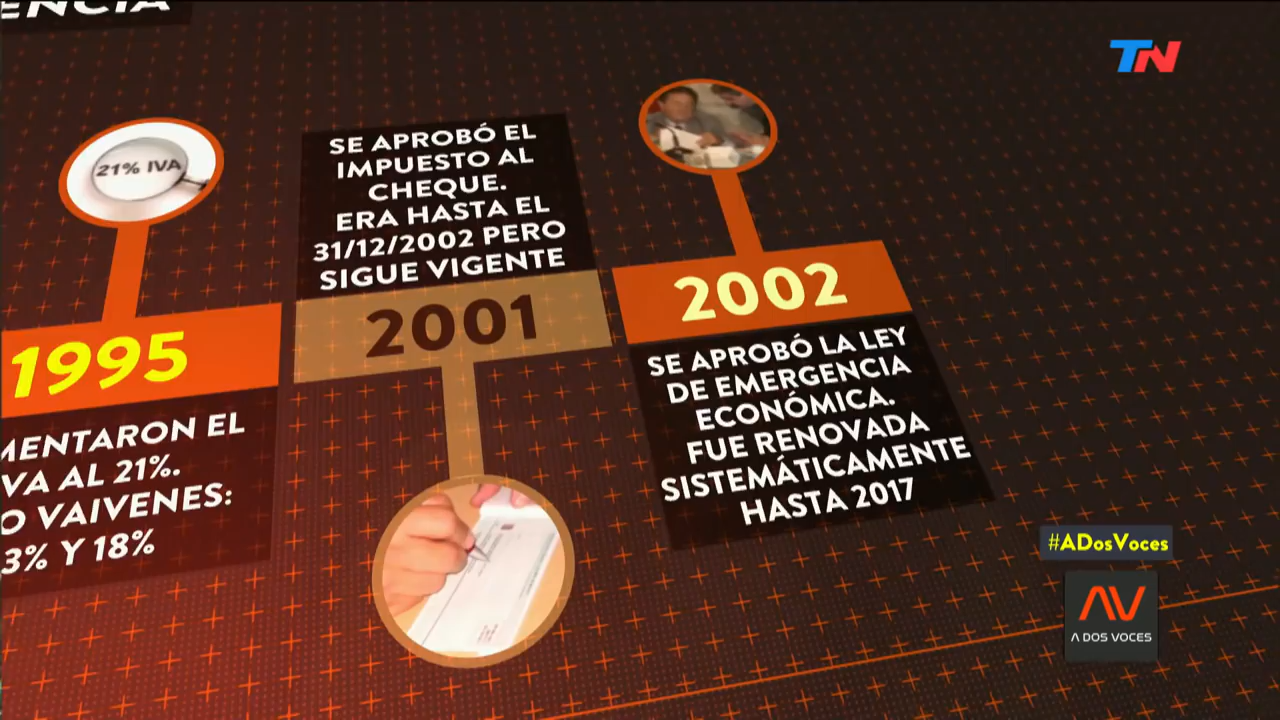 ENCIA
TN
21% IVA
1995
MENTARON EL
VA AL 21%.
O VAIVENES:
3% Y 18%
SE APROBÓ EL
IMPUESTO AL
CHEQUE.
ERA HASTA EL
31/12/2002 PERO
SIGUE VIGENTE
2001
2002
SE APROBÓ LA LEY
DE EMERGENCIA
ECONÓMICA.
FUE RENOVADA
SISTEMÁTICAMENTE
HASTA 2017
#ADosVoces
AV
A DOS VOCES